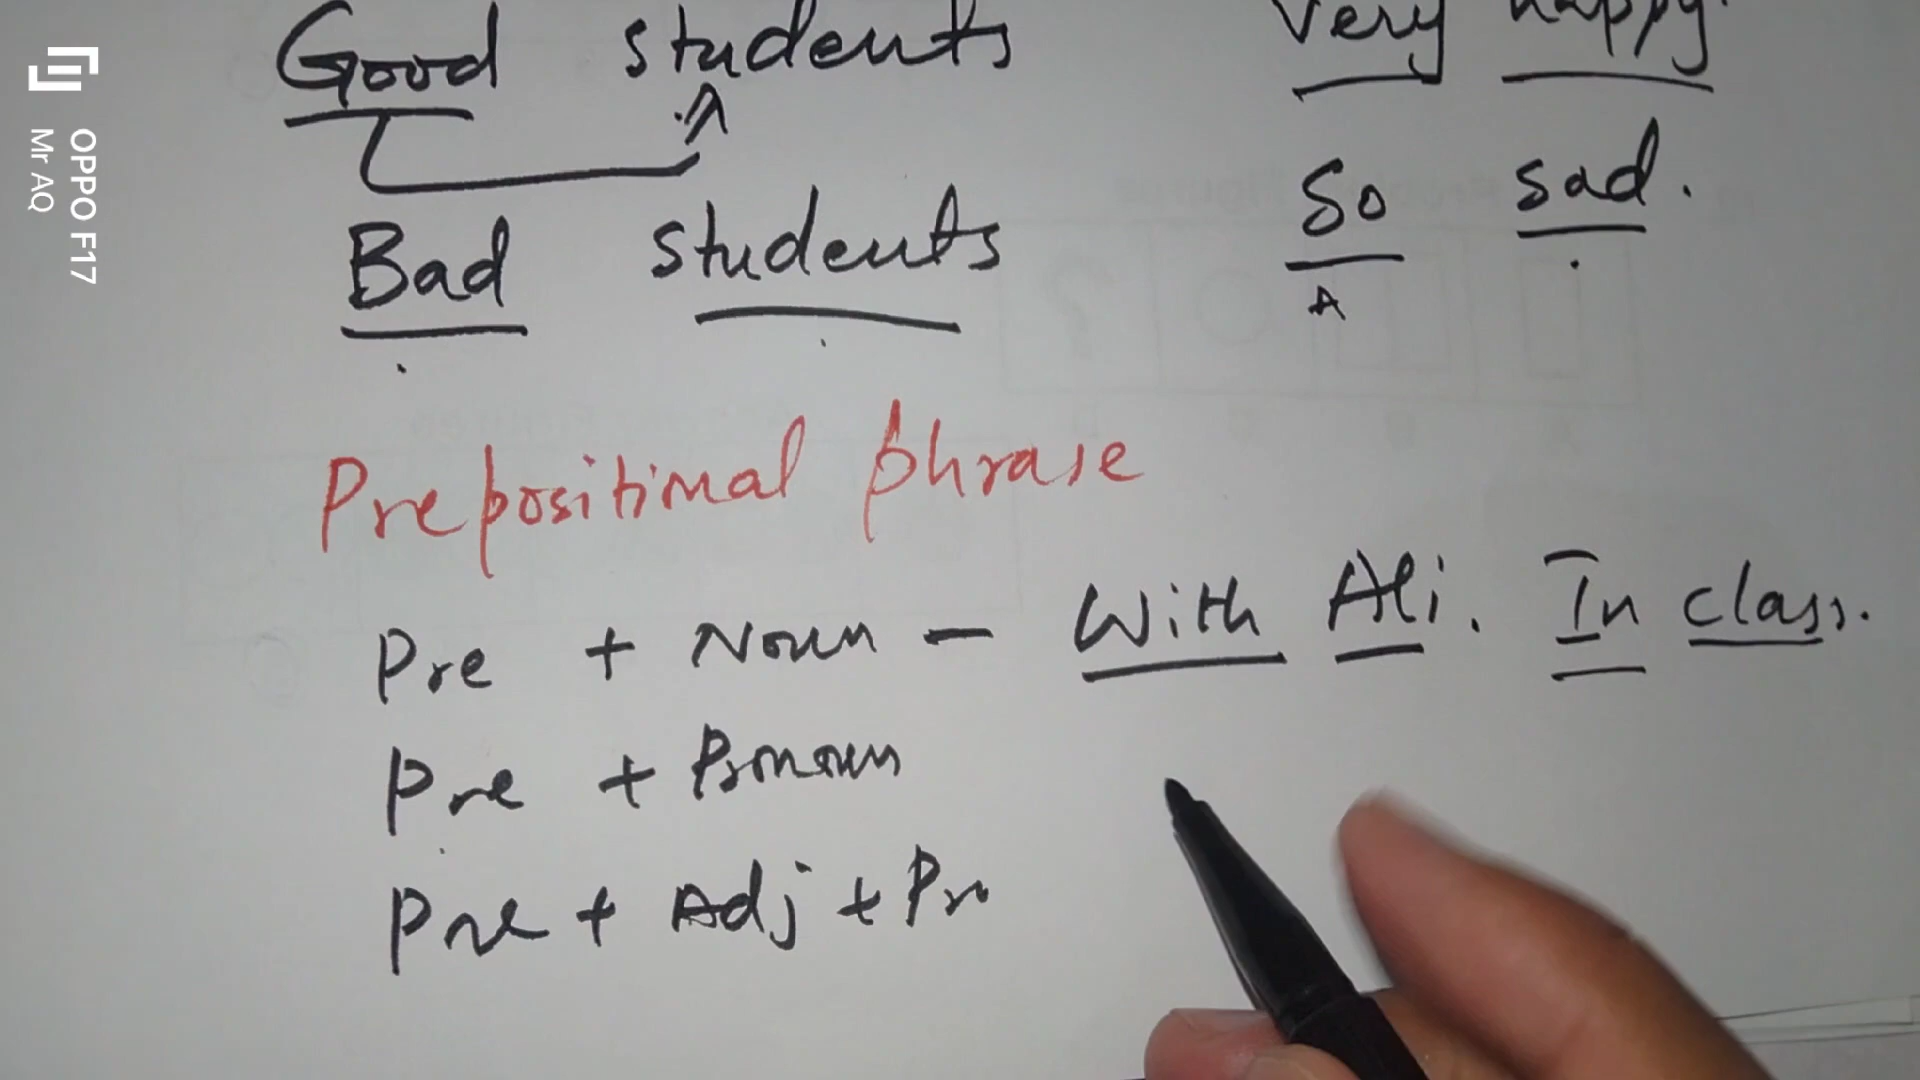 Good students Very happy.
Bad students So sad.
Prepositional phrase
Pre + Noun - With Ali. In class.
Pre + Pronoun
Pre + Adj + Pro
OPPO F17
Mr AQ